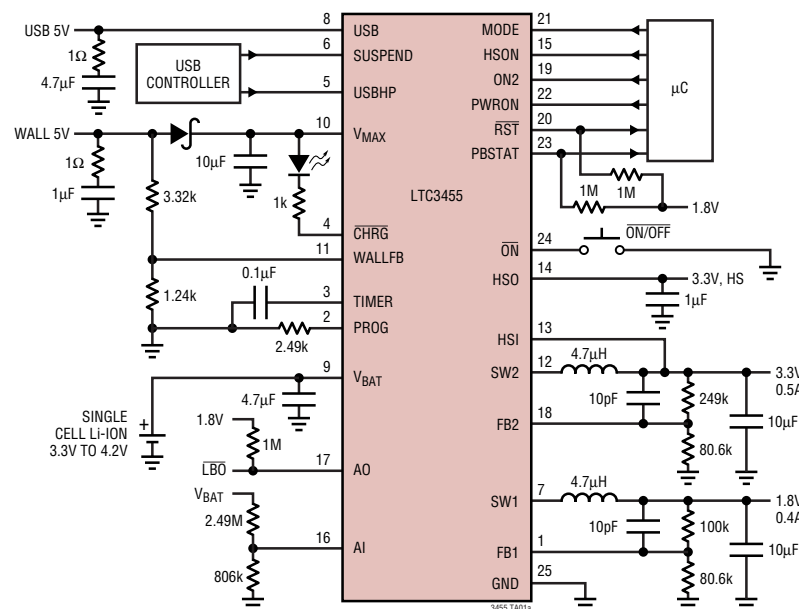 USB 5V
1Ω
4.7µF
USB
CONTROLLER
WALL 5V
1Ω
1µF
3.32k
1.24k
10µF
1k
0.1µF
2.49k
4.7µF
SINGLE
CELL Li-ION
3.3V TO 4.2V
+
1.8V
1M
LBO
VBAT
2.49M
806k
8 USB
6 SUSPEND
5 USBHP
10 VMAX
4 CHRG
11 WALLFB
3 TIMER
2 PROG
9 VBAT
17 AO
16 AI
LTC3455
MODE 21
HSON 15
ON2 19
PWRON 22
RST 20
PBSTAT 23
ON 24
HSO 14
HSI 13
SW2 12
FB2 18
SW1 7
FB1 1
GND 25
µC
1M
1M
1.8V
ON/OFF
3.3V, HS
1µF
4.7µH
10pF
249k
80.6k
10µF
3.3V
0.5A
4.7µH
10pF
100k
80.6k
10µF
1.8V
0.4A
3455 TA01a